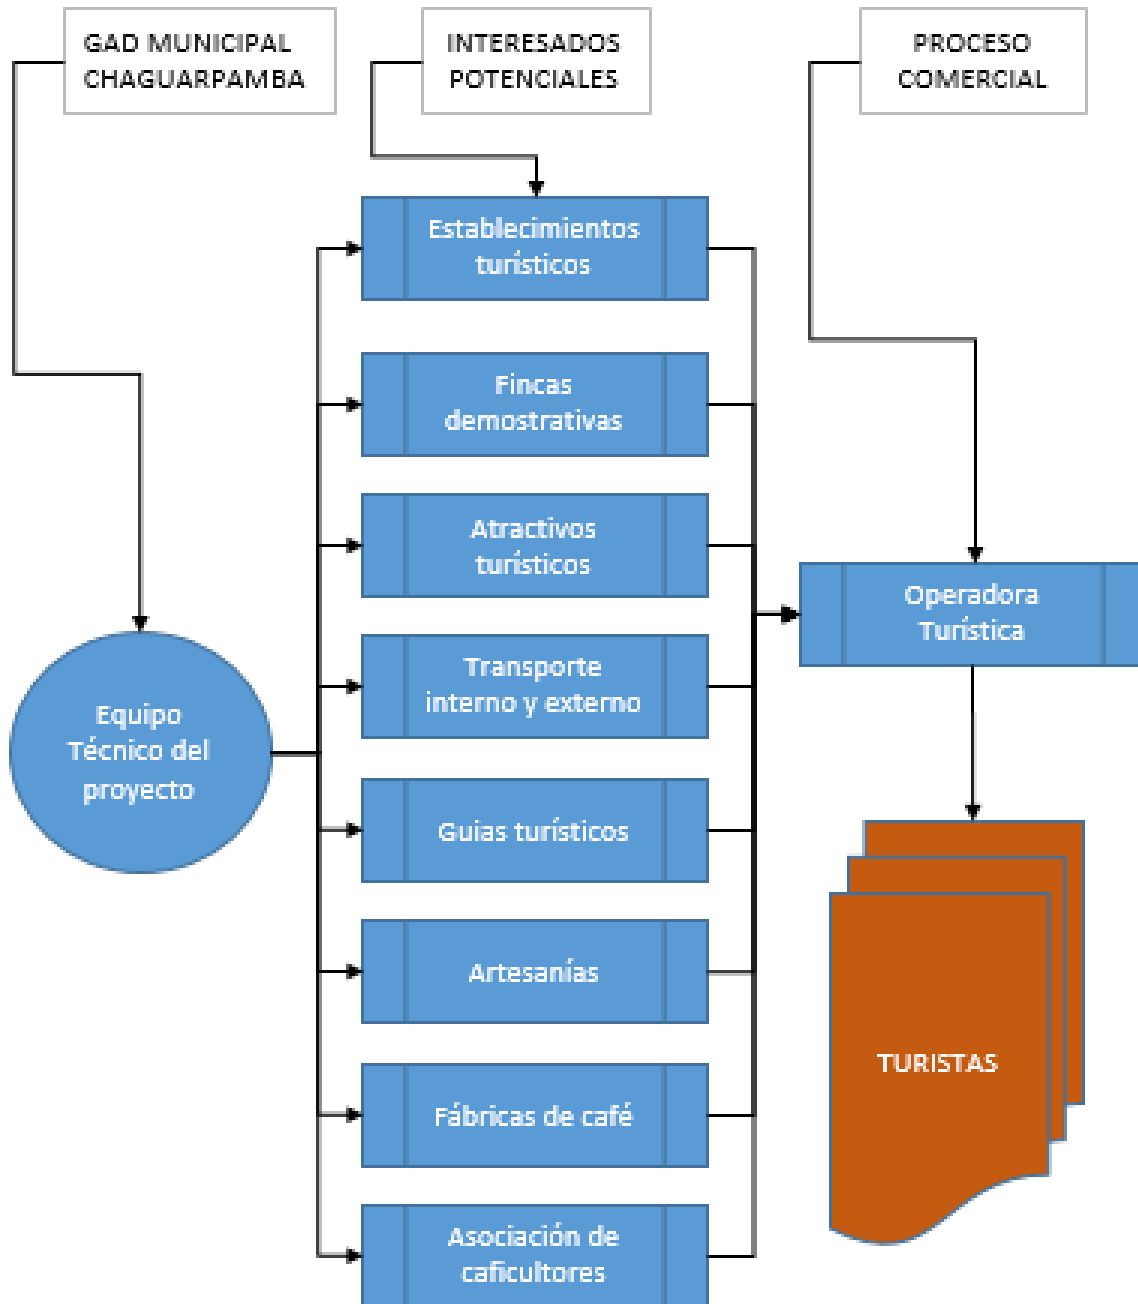 GAD MUNICIPAL
CHAGUARPAMBA
INTERESADOS
POTENCIALES
PROCESO
COMERCIAL
Establecimientos
turísticos
Fincas
demostrativas
Atractivos
turísticos
Transporte
interno y externo
Guias turísticos
Artesanías
Fábricas de café
Asociación de
caficultores
Equipo
Técnico del
proyecto
Operadora
Turística
TURISTAS